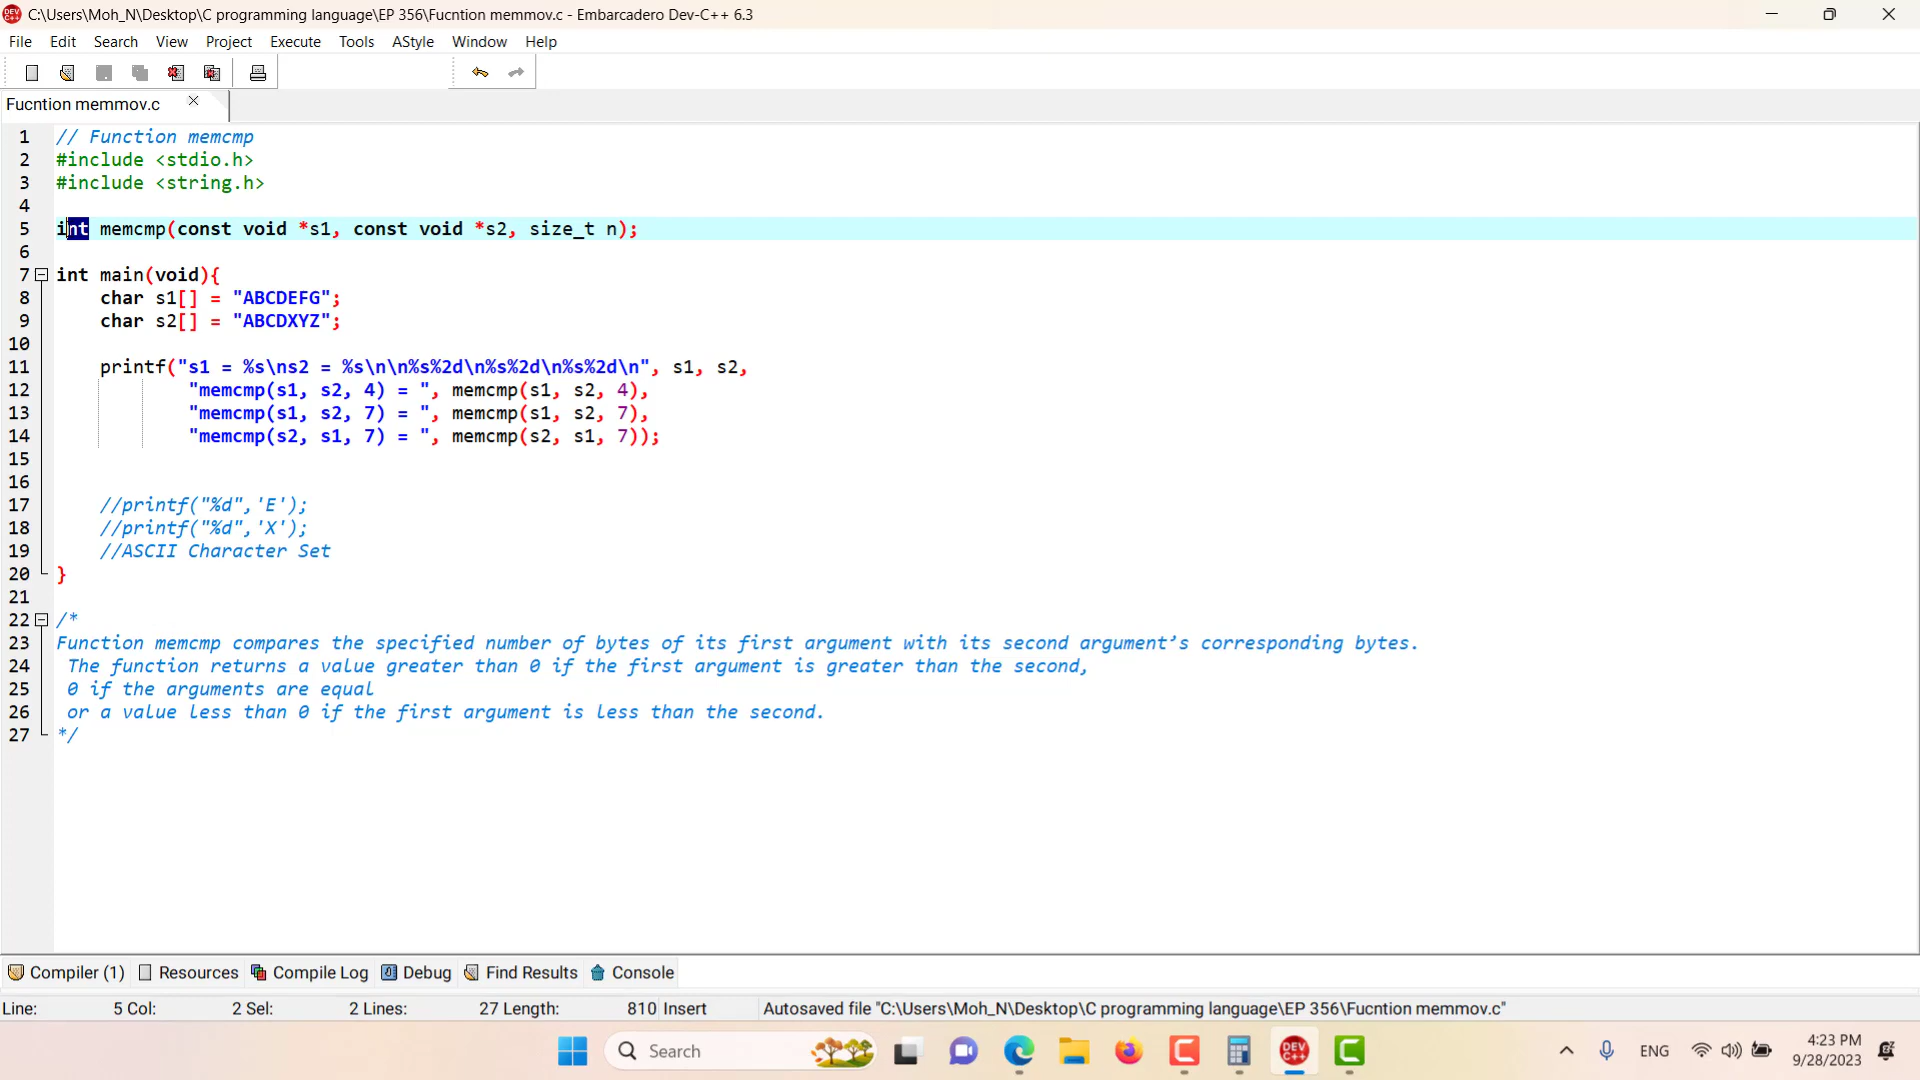 C:\Users\Moh_N\Desktop\C programming language\EP 356\Fucntion memmov.c - Embarcadero Dev-C++ 6.3
File Edit Search View Project Execute Tools AStyle Window Help
Fucntion memmov.c
1 // Function memcmp
2 #include <stdio.h>
3 #include <string.h>
4
5 int memcmp(const void *s1, const void *s2, size_t n);
6
7 int main(void){
8 char s1[] = "ABCDEFG";
9 char s2[] = "ABCDXYZ";
10
11 printf("s1 = %s\ns2 = %s\n\n%s%2d\n%s%2d\n%s%2d\n", s1, s2,
12 "memcmp(s1, s2, 4) = ", memcmp(s1, s2, 4),
13 "memcmp(s1, s2, 7) = ", memcmp(s1, s2, 7),
14 "memcmp(s2, s1, 7) = ", memcmp(s2, s1, 7));
15
16
17 //printf("%d",'E');
18 //printf("%d",'X');
19 //ASCII Character Set
20 }
21
22 /*
23 Function memcmp compares the specified number of bytes of its first argument with its second argument’s corresponding bytes.
24 The function returns a value greater than 0 if the first argument is greater than the second,
25 0 if the arguments are equal
26 or a value less than 0 if the first argument is less than the second.
27 */
Compiler (1) Resources Compile Log Debug Find Results Console
Line: 5 Col: 2 Sel: 2 Lines: 27 Length: 810 Insert Autosaved file "C:\Users\Moh_N\Desktop\C programming language\EP 356\Fucntion memmov.c"
Search ENG 4:23 PM
9/28/2023